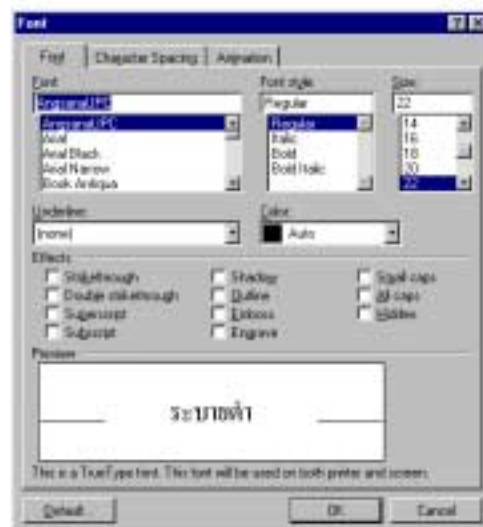 Font
Font Character Spacing Animation
Font: Font style: Size:
AngsanaUPC Regular 22
AngsanaUPC Regular 14
Arial Italic 16
Arial Black Bold 18
Arial Narrow Bold Italic 20
Book Antiqua 22
Underline: Color:
(none) Auto
Effects
Strikethrough Shadow Small caps
Double strikethrough Outline All caps
Superscript Emboss Hidden
Subscript Engrave
Preview
ระบายดำ
This is a TrueType font. This font will be used on both printer and screen.
Default... OK Cancel